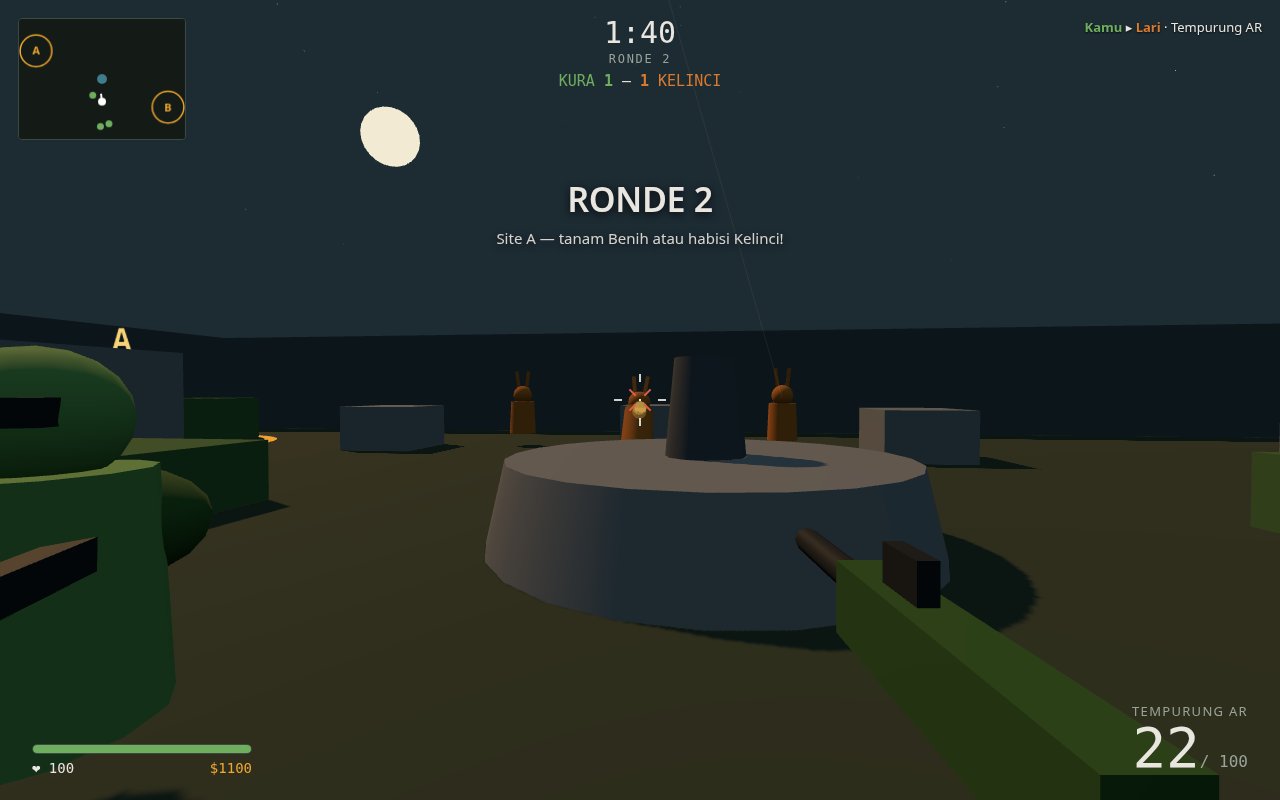 A
B
1:40
RONDE 2
KURA 1 — 1 KELINCI
Kamu ▸ Lari · Tempurung AR
RONDE 2
Site A — tanam Benih atau habisi Kelinci!
A
❤ 100
$1100
TEMPURUNG AR
22 / 100